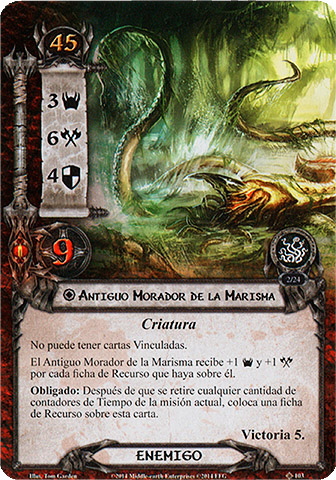 45
3
6
4
9
2/24
Antiguo Morador de la Marisma
Criatura
No puede tener cartas Vinculadas.
El Antiguo Morador de la Marisma recibe +1 y +1
por cada ficha de Recurso que haya sobre él.
Obligado: Después de que se retire cualquier cantidad de
contadores de Tiempo de la misión actual, coloca una ficha
de Recurso sobre esta carta.
Victoria 5.
ENEMIGO
Illus. Tom Garden
©2014 Middle-earth Enterprises ©2014 FFG
103